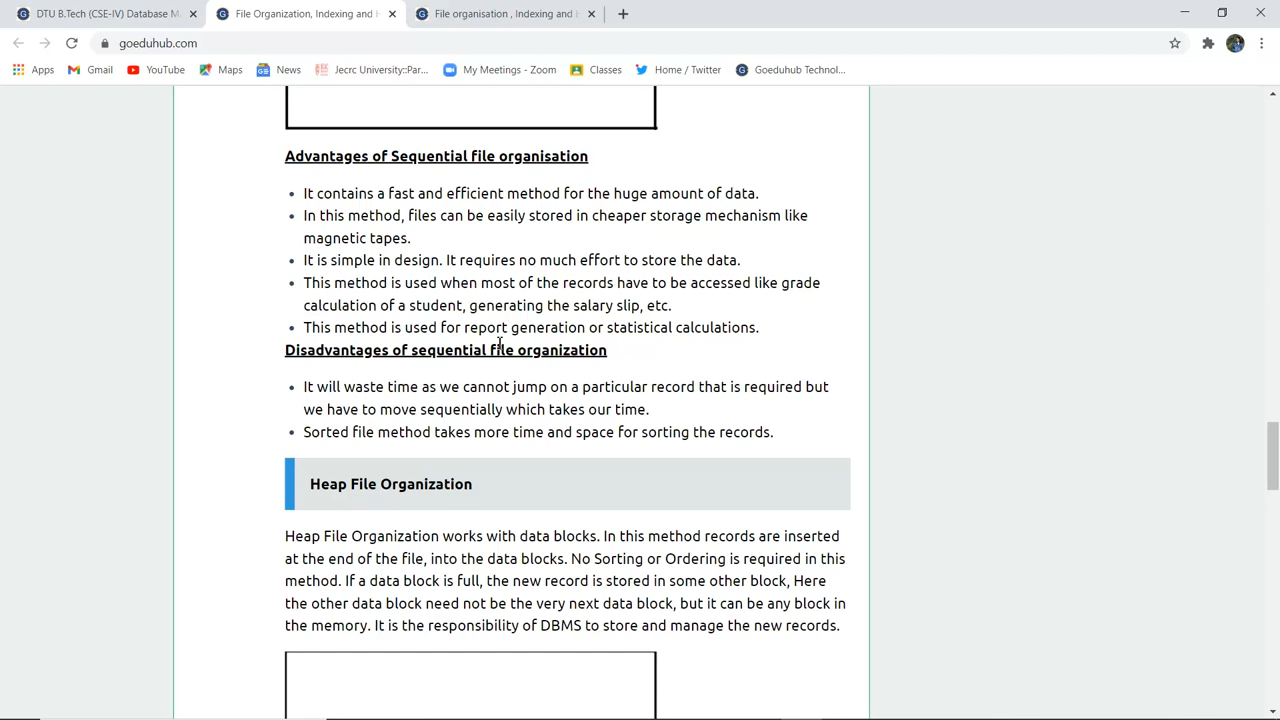 DTU B.Tech (CSE-IV) Database M
File Organization, Indexing and H
File organisation , Indexing and H
goeduhub.com
Apps
Gmail
YouTube
Maps
News
Jecrc University::Par...
My Meetings - Zoom
Classes
Home / Twitter
Goeduhub Technol...
Advantages of Sequential file organisation
• It contains a fast and efficient method for the huge amount of data.
• In this method, files can be easily stored in cheaper storage mechanism like
magnetic tapes.
• It is simple in design. It requires no much effort to store the data.
• This method is used when most of the records have to be accessed like grade
calculation of a student, generating the salary slip, etc.
• This method is used for report generation or statistical calculations.
Disadvantages of sequential file organization
• It will waste time as we cannot jump on a particular record that is required but
we have to move sequentially which takes our time.
• Sorted file method takes more time and space for sorting the records.
Heap File Organization
Heap File Organization works with data blocks. In this method records are inserted
at the end of the file, into the data blocks. No Sorting or Ordering is required in this
method. If a data block is full, the new record is stored in some other block, Here
the other data block need not be the very next data block, but it can be any block in
the memory. It is the responsibility of DBMS to store and manage the new records.